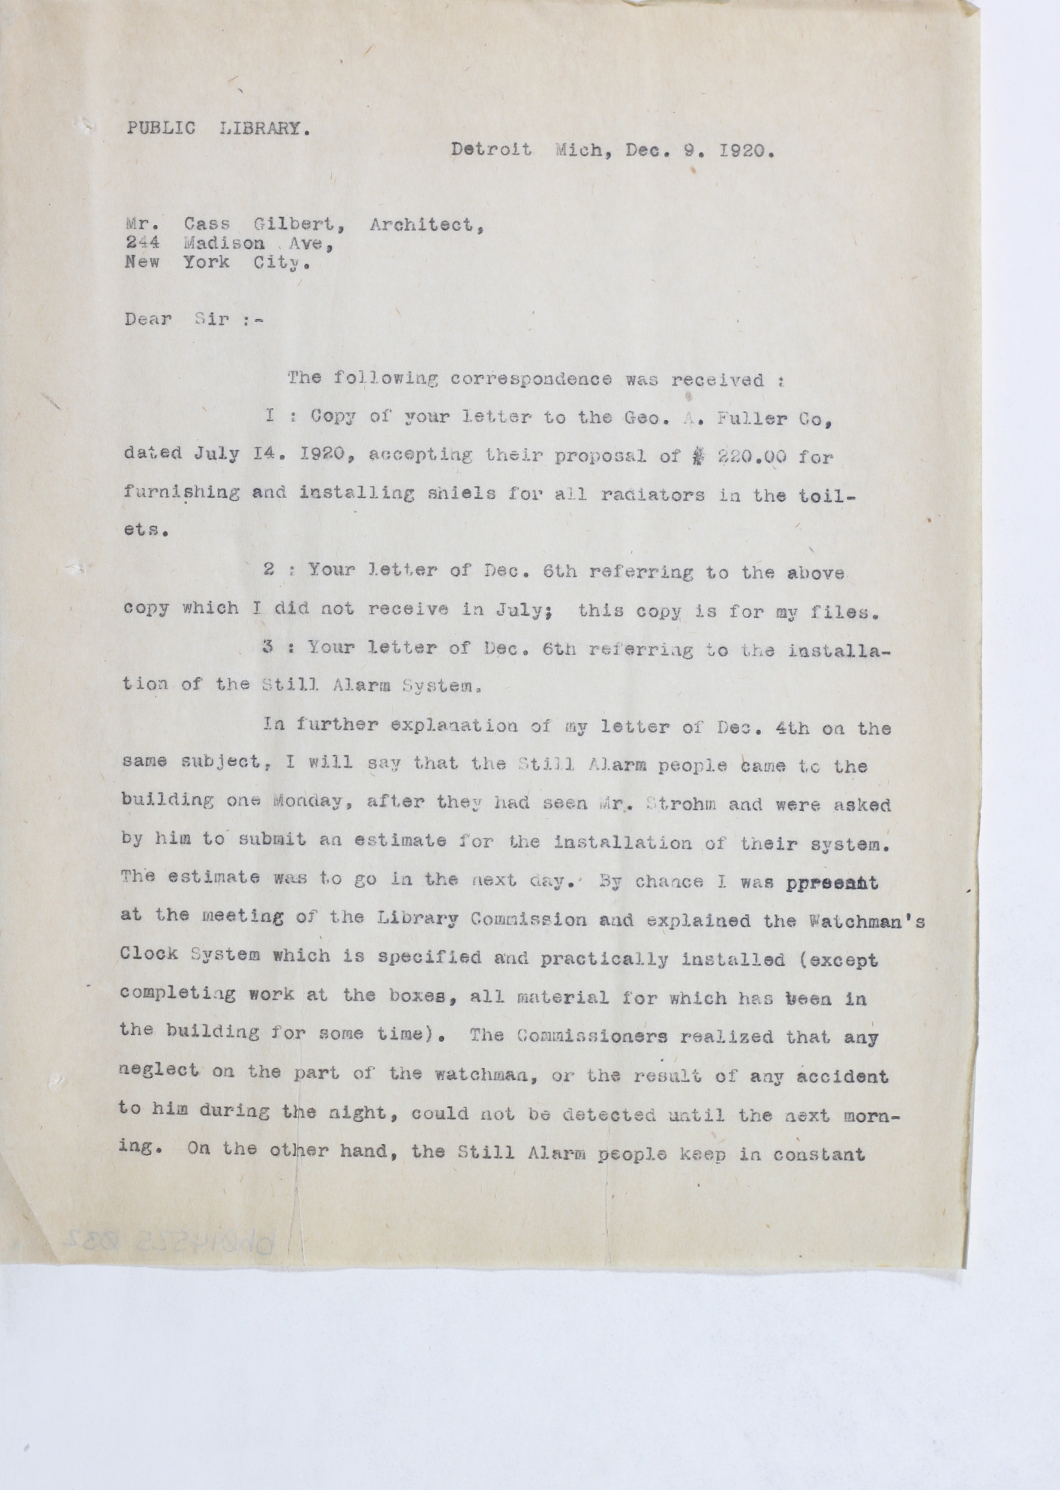 PUBLIC LIBRARY.
Detroit Mich, Dec. 9. 1920.
Mr. Cass Gilbert, Architect,
244 Madison Ave,
New York City.
Dear Sir :-
The following correspondence was received :
I : Copy of your letter to the Geo. A. Fuller Co,
dated July I4. I920, accepting their proposal of $ 220.00 for
furnishing and installing shiels for all radiators in the toil-
ets.
2 : Your letter of Dec. 6th referring to the above
copy which I did not receive in July; this copy is for my files.
3 : Your letter of Dec. 6th referring to the installa-
tion of the Still Alarm System.
In further explanation of my letter of Dec. 4th on the
same subject, I will say that the Still Alarm people came to the
building one Monday, after they had seen Mr. Strohm and were asked
by him to submit an estimate for the installation of their system.
The estimate was to go in the next day. By chance I was
at the meeting of the Library Commission and explained the Watchman's
Clock System which is specified and practically installed (except
completing work at the boxes, all material for which has been in
the building for some time). The Commissioners realized that any
neglect on the part of the watchman, or the result of any accident
to him during the night, could not be detected until the next morn-
ing. On the other hand, the Still Alarm people keep in constant